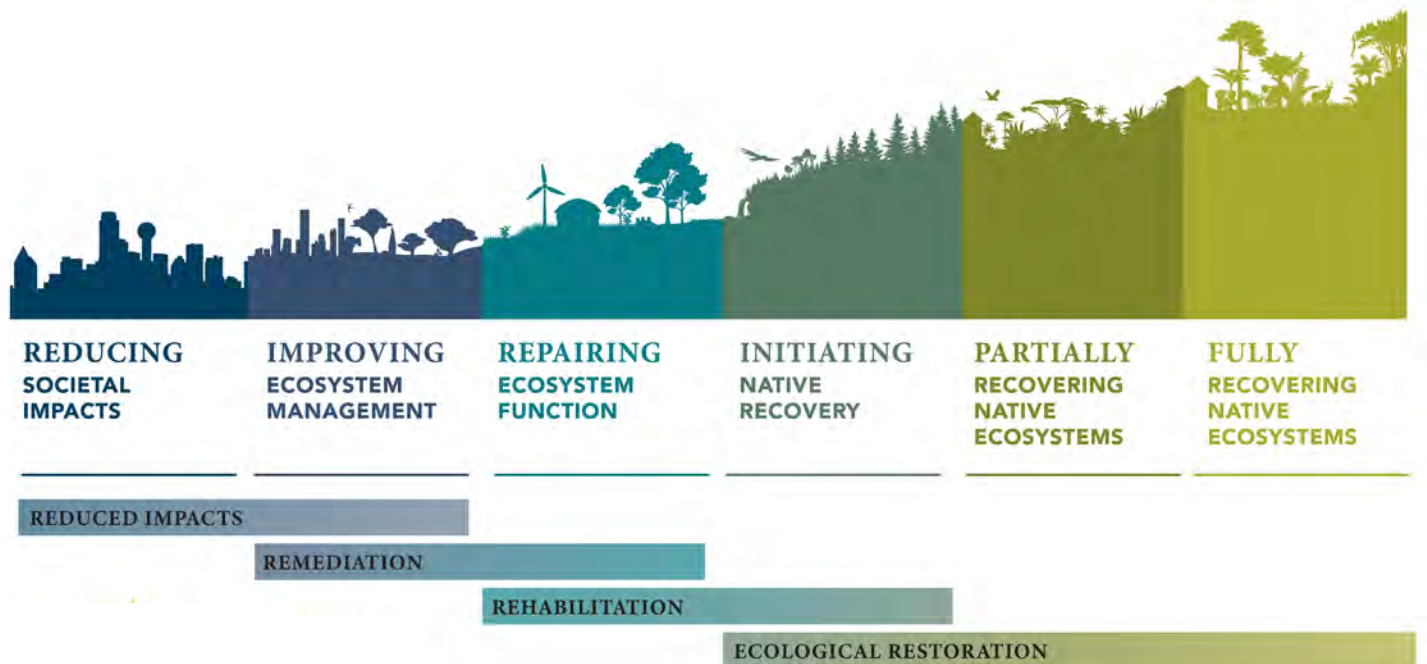 REDUCING
SOCIETAL
IMPACTS
IMPROVING
ECOSYSTEM
MANAGEMENT
REPAIRING
ECOSYSTEM
FUNCTION
INITIATING
NATIVE
RECOVERY
PARTIALLY
RECOVERING
NATIVE
ECOSYSTEMS
FULLY
RECOVERING
NATIVE
ECOSYSTEMS
REDUCED IMPACTS
REMEDIATION
REHABILITATION
ECOLOGICAL RESTORATION